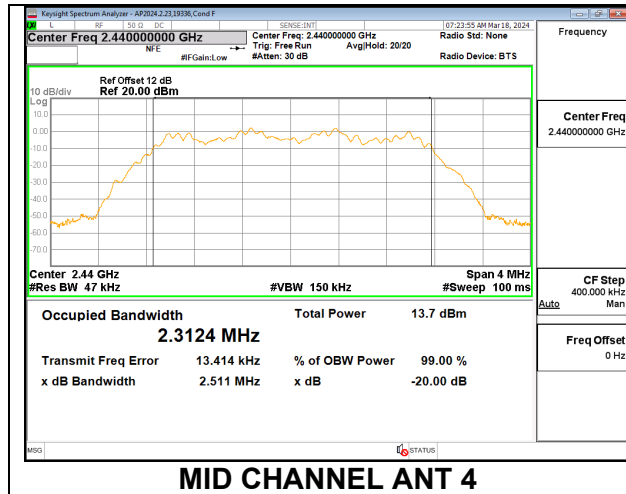 Keysight Spectrum Analyzer - AP2024.2.23,19336,Cond F
L RF 50 Ω DC SENSE:INT 07:23:55 AM Mar 18, 2024
Center Freq 2.440000000 GHz
NFE
#IFGain:Low
Center Freq: 2.440000000 GHz
Trig: Free Run Avg|Hold: 20/20
#Atten: 30 dB
Radio Std: None
Radio Device: BTS
Frequency
Ref Offset 12 dB
10 dB/div Ref 20.00 dBm
Log
10.0
0.00
-10.0
-20.0
-30.0
-40.0
-50.0
-60.0
-70.0
Center 2.44 GHz Span 4 MHz
#Res BW 47 kHz #VBW 150 kHz #Sweep 100 ms
Occupied Bandwidth Total Power 13.7 dBm
2.3124 MHz
Transmit Freq Error 13.414 kHz % of OBW Power 99.00 %
x dB Bandwidth 2.511 MHz x dB -20.00 dB
Center Freq
2.440000000 GHz
CF Step
400.000 kHz
Auto Man
Freq Offset
0 Hz
MSG STATUS
MID CHANNEL ANT 4